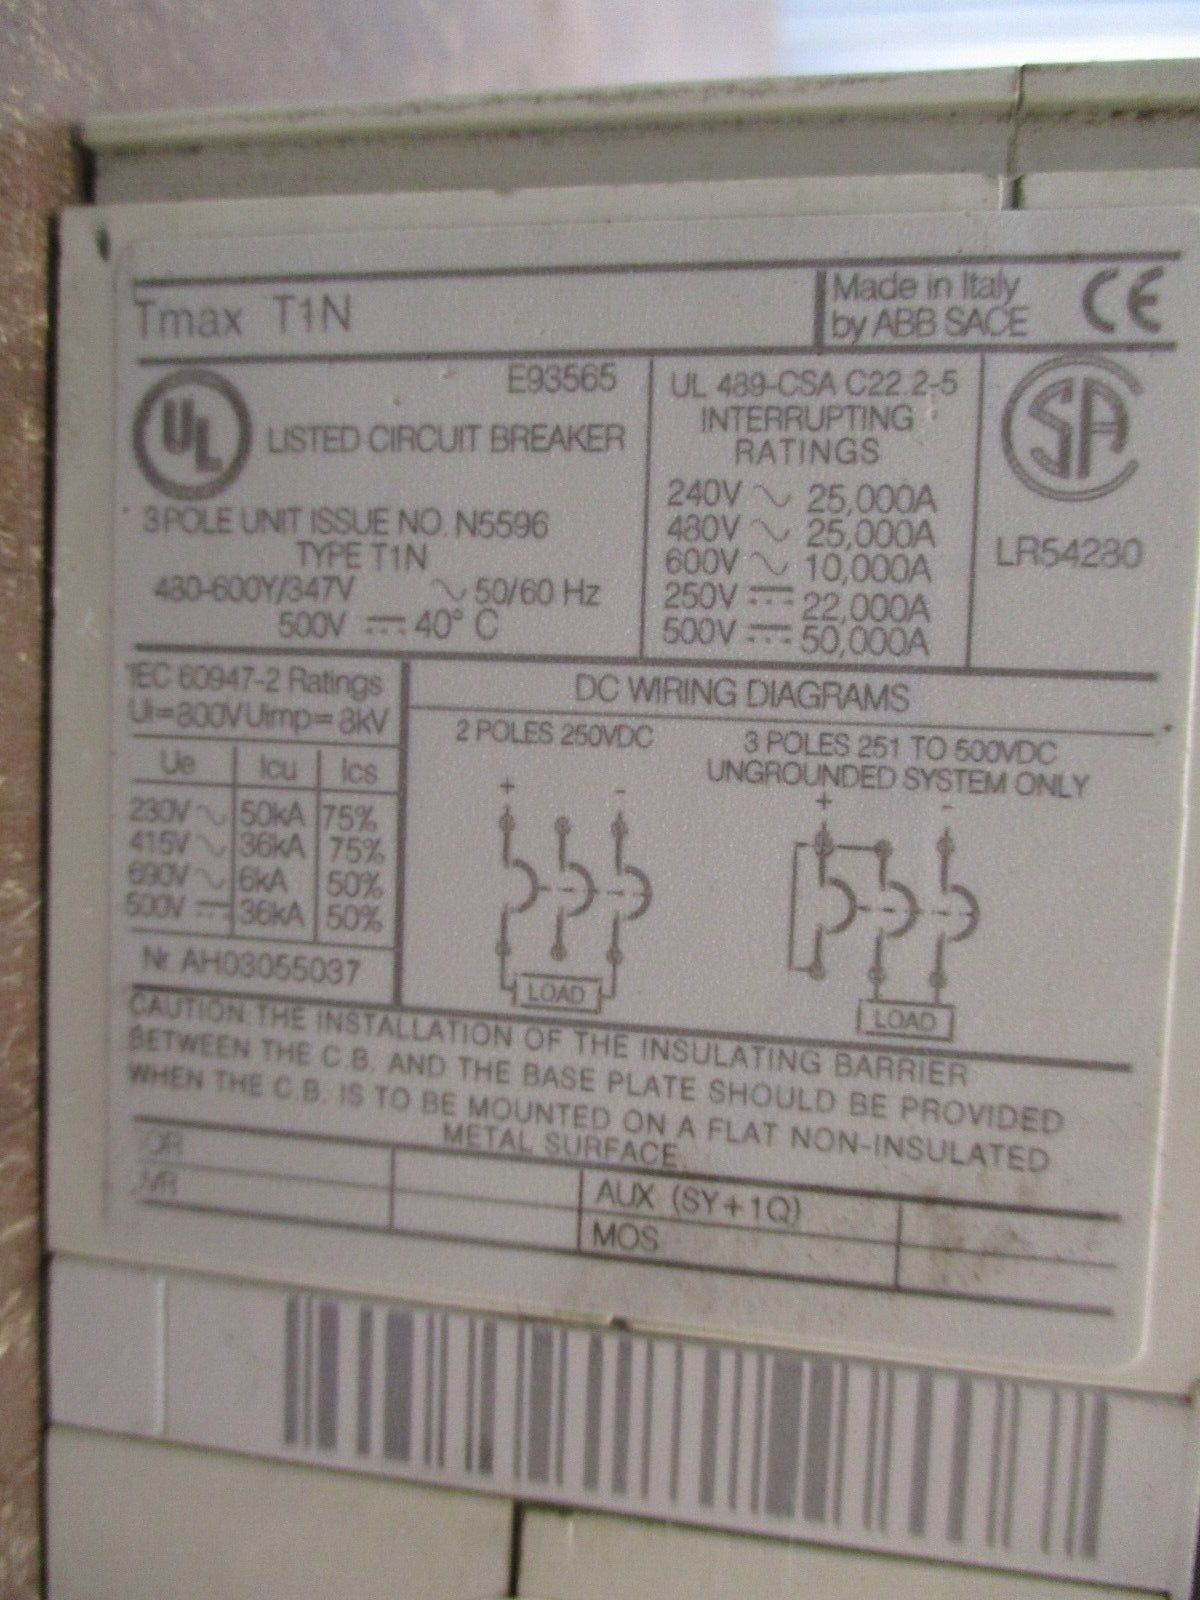 Tmax T1N
Made in Italy
by ABB SACE
CE
UL
E93565
LISTED CIRCUIT BREAKER
3 POLE UNIT ISSUE NO. N5596
TYPE T1N
480-600Y/347V ∿ 50/60 Hz
500V ⎓ 40° C
UL 489-CSA C22.2-5
INTERRUPTING
RATINGS
240V ∿ 25,000A
480V ∿ 25,000A
600V ∿ 10,000A
250V ⎓ 22,000A
500V ⎓ 50,000A
SA
LR54280
IEC 60947-2 Ratings
Ui=800V Uimp=8kV
Ue Icu Ics
230V ∿ 50kA 75%
415V ∿ 36kA 75%
690V ∿ 6kA 50%
500V ⎓ 36kA 50%
Nr. AH03055037
DC WIRING DIAGRAMS
2 POLES 250VDC
+ -
LOAD
3 POLES 251 TO 500VDC
UNGROUNDED SYSTEM ONLY
+ -
LOAD
CAUTION: THE INSTALLATION OF THE INSULATING BARRIER
BETWEEN THE C.B. AND THE BASE PLATE SHOULD BE PROVIDED
WHEN THE C.B. IS TO BE MOUNTED ON A FLAT NON-INSULATED
METAL SURFACE.
AUX (SY+1Q)
MOS